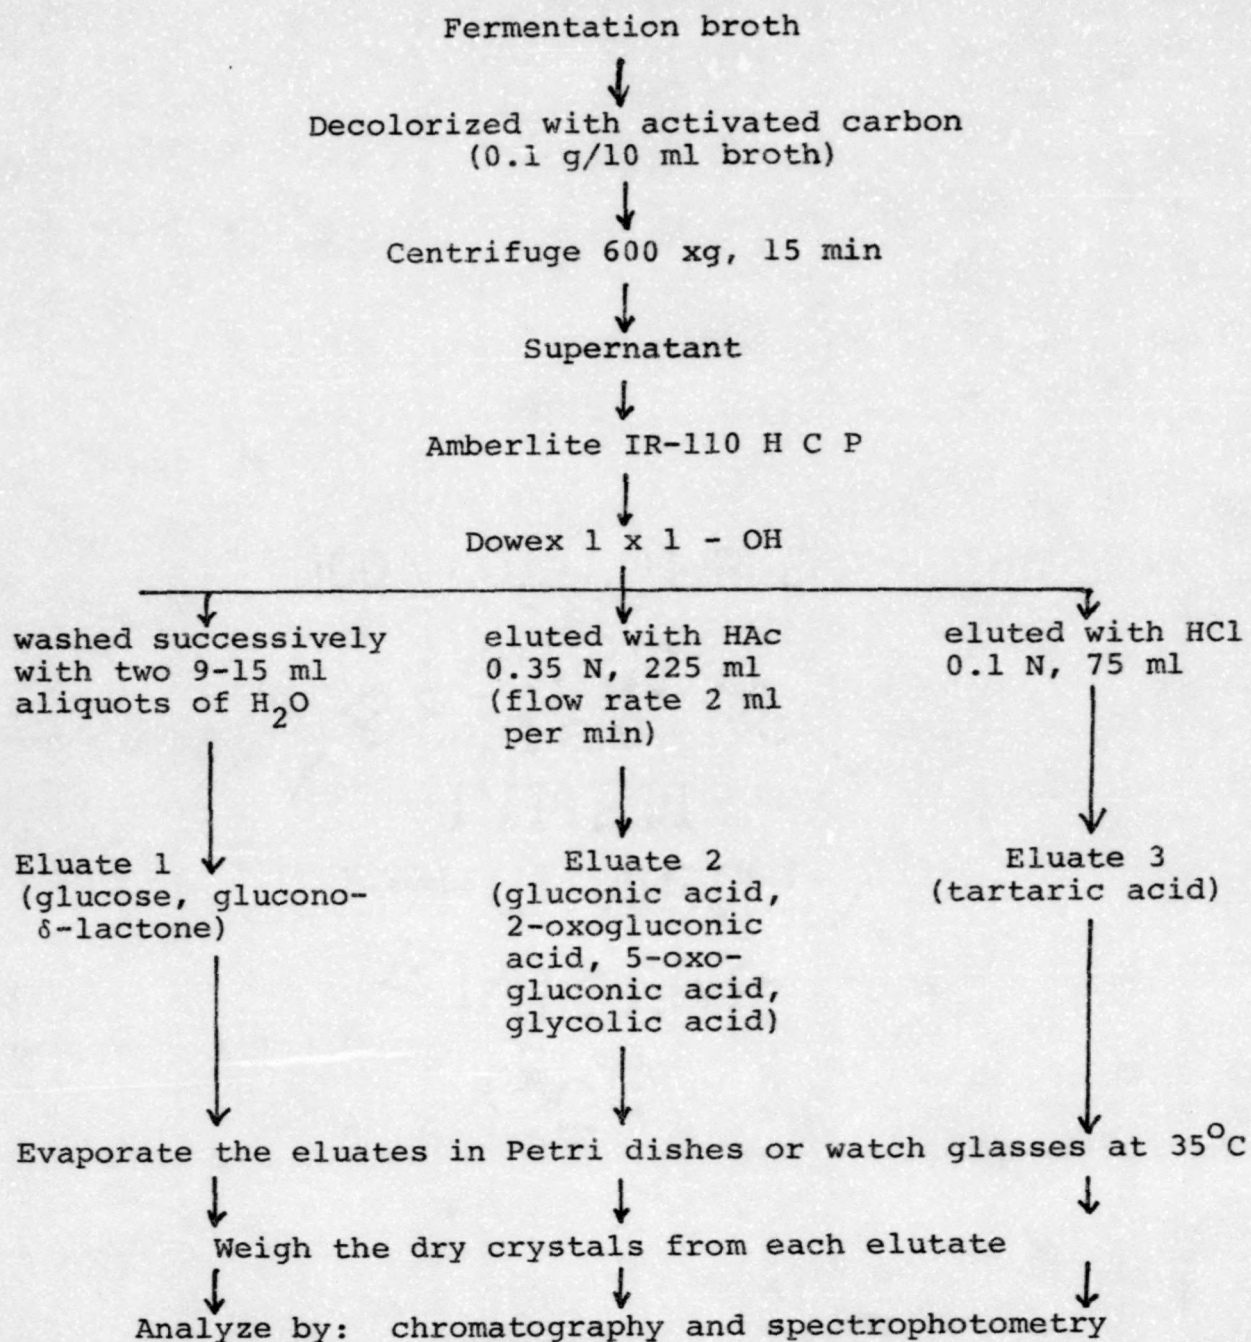 Fermentation broth
Decolorized with activated carbon
(0.1 g/10 ml broth)
Centrifuge 600 xg, 15 min
Supernatant
Amberlite IR-110 H C P
Dowex 1 x 1 - OH
washed successively
with two 9-15 ml
aliquots of H₂O
eluted with HAc
0.35 N, 225 ml
(flow rate 2 ml
per min)
eluted with HCl
0.1 N, 75 ml
Eluate 1
(glucose, glucono-
δ-lactone)
Eluate 2
(gluconic acid,
2-oxogluconic
acid, 5-oxo-
gluconic acid,
glycolic acid)
Eluate 3
(tartaric acid)
Evaporate the eluates in Petri dishes or watch glasses at 35°C
Weigh the dry crystals from each elutate
Analyze by: chromatography and spectrophotometry